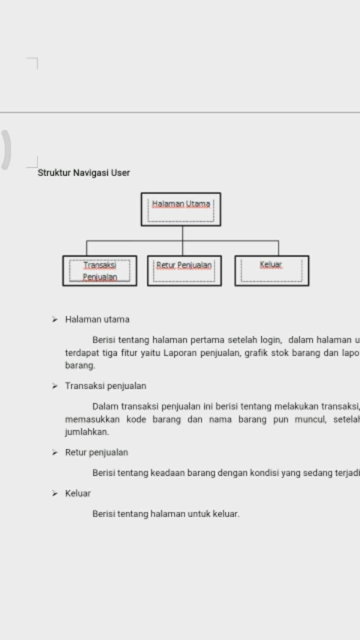 Struktur Navigasi User
Halaman Utama
Transaksi
Penjualan
Retur Penjualan
Keluar
Halaman utama
Berisi tentang halaman pertama setelah login, dalam halaman u
terdapat tiga fitur yaitu Laporan penjualan, grafik stok barang dan lapo
barang.
Transaksi penjualan
Dalam transaksi penjualan ini berisi tentang melakukan transaksi,
memasukkan kode barang dan nama barang pun muncul, setelah
jumlahkan.
Retur penjualan
Berisi tentang keadaan barang dengan kondisi yang sedang terjadi
Keluar
Berisi tentang halaman untuk keluar.